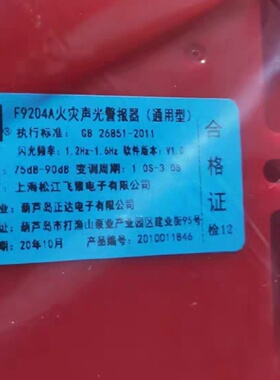 F9204A火灾声光警报器（通用型）
执行标准： GB 26851-2011
闪光频率：1.2Hz-1.6Hz 软件版本：V1.0
75dB-90dB 变调周期：
：上海松江飞繁电子有限公司
：葫芦岛正达电子有限公司
：葫芦岛市打渔山泵业产业园区建业街95号
期：20年10月 产品编号：2010011846
合格证
检12